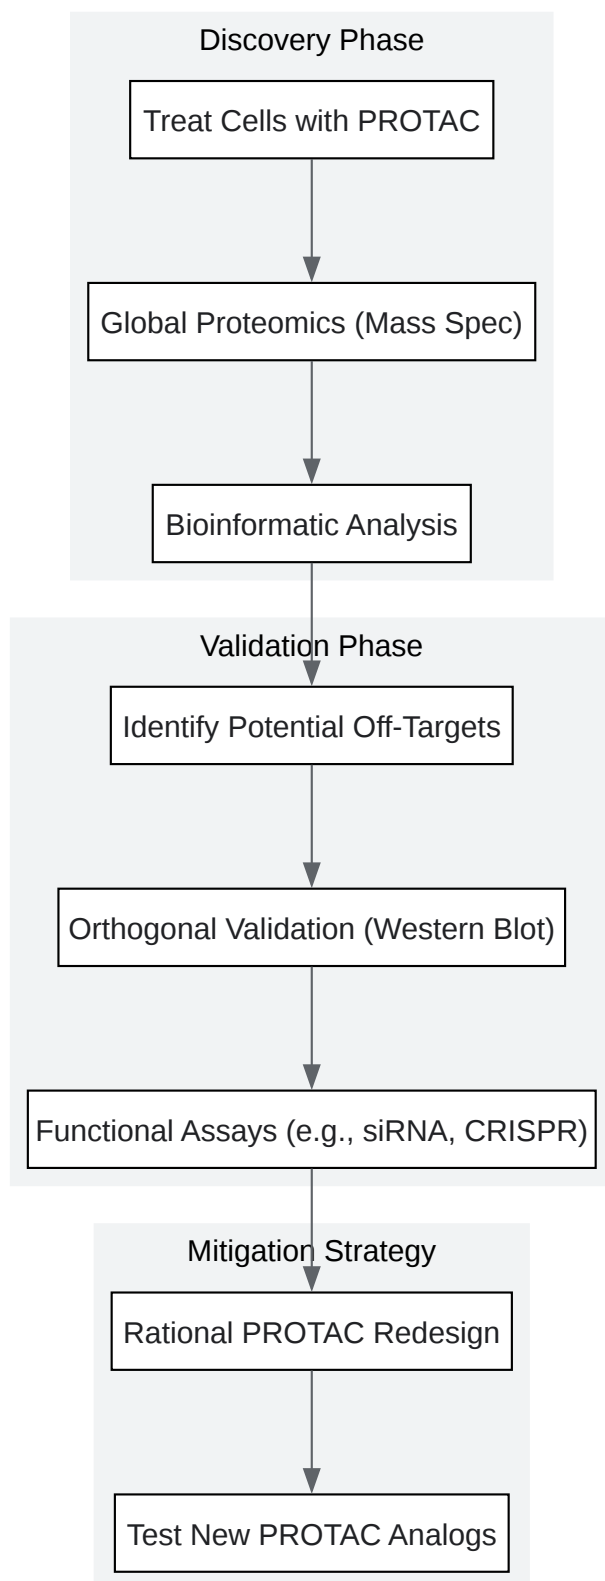 Discovery Phase
Treat Cells with PROTAC
Global Proteomics (Mass Spec)
Bioinformatic Analysis
Validation Phase
Identify Potential Off-Targets
Orthogonal Validation (Western Blot)
Functional Assays (e.g., siRNA, CRISPR)
Mitigation Strategy
Rational PROTAC Redesign
Test New PROTAC Analogs